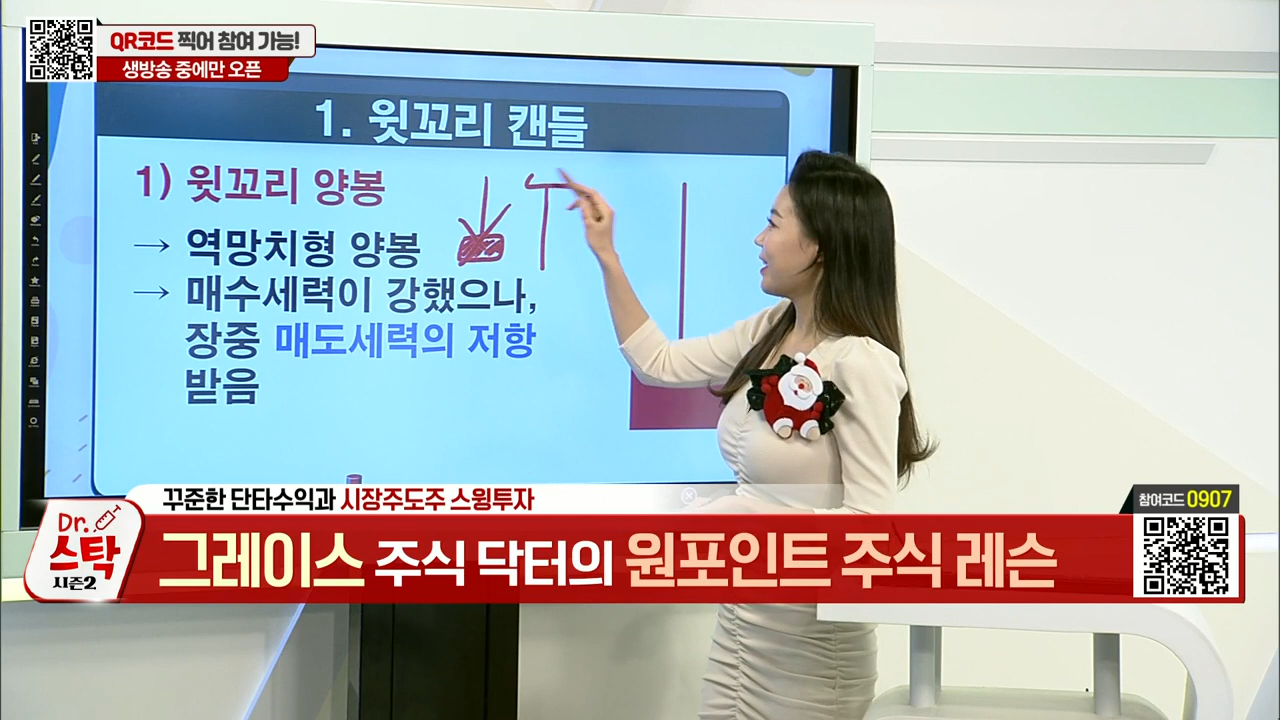 QR코드 찍어 참여 가능!
생방송 중에만 오픈
1. 윗꼬리 캔들
1) 윗꼬리 양봉
→ 역망치형 양봉
→ 매수세력이 강했으나,
장중 매도세력의 저항
받음
꾸준한 단타수익과 시장주도주 스윙투자
참여코드 0907
Dr.
스탁
시즌2
그레이스 주식 닥터의 원포인트 주식 레슨